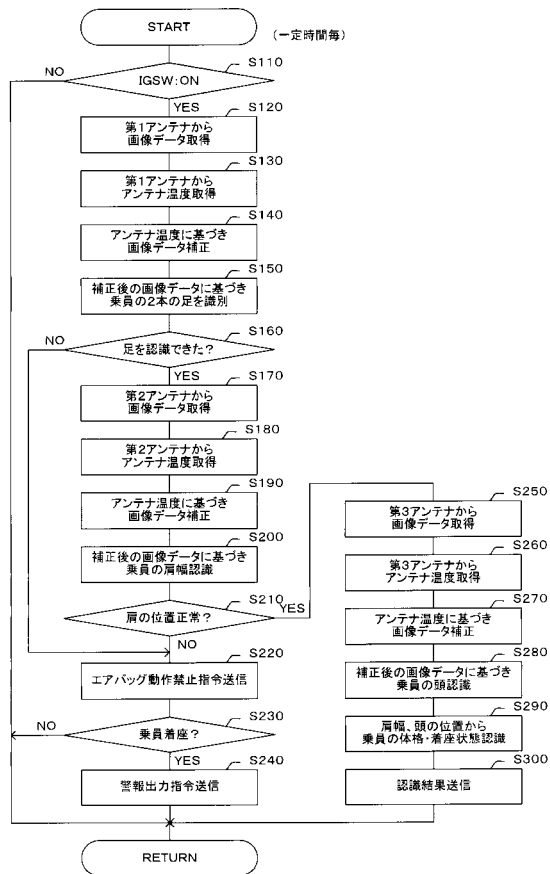 START
(一定時間毎)
S110
NO
IGSW:ON
YES
S120
第1アンテナから
画像データ取得
S130
第1アンテナから
アンテナ温度取得
S140
アンテナ温度に基づき
画像データ補正
S150
補正後の画像データに基づき
乗員の2本の足を識別
S160
NO
足を認識できた?
YES
S170
第2アンテナから
画像データ取得
S180
第2アンテナから
アンテナ温度取得
S190
アンテナ温度に基づき
画像データ補正
S200
補正後の画像データに基づき
乗員の肩幅認識
S210
肩の位置正常?
YES
NO
S220
エアバッグ動作禁止指令送信
S230
NO
乗員着座?
YES
S240
警報出力指令送信
S250
第3アンテナから
画像データ取得
S260
第3アンテナから
アンテナ温度取得
S270
アンテナ温度に基づき
画像データ補正
S280
補正後の画像データに基づき
乗員の頭認識
S290
肩幅、頭の位置から
乗員の体格・着座状態認識
S300
認識結果送信
RETURN